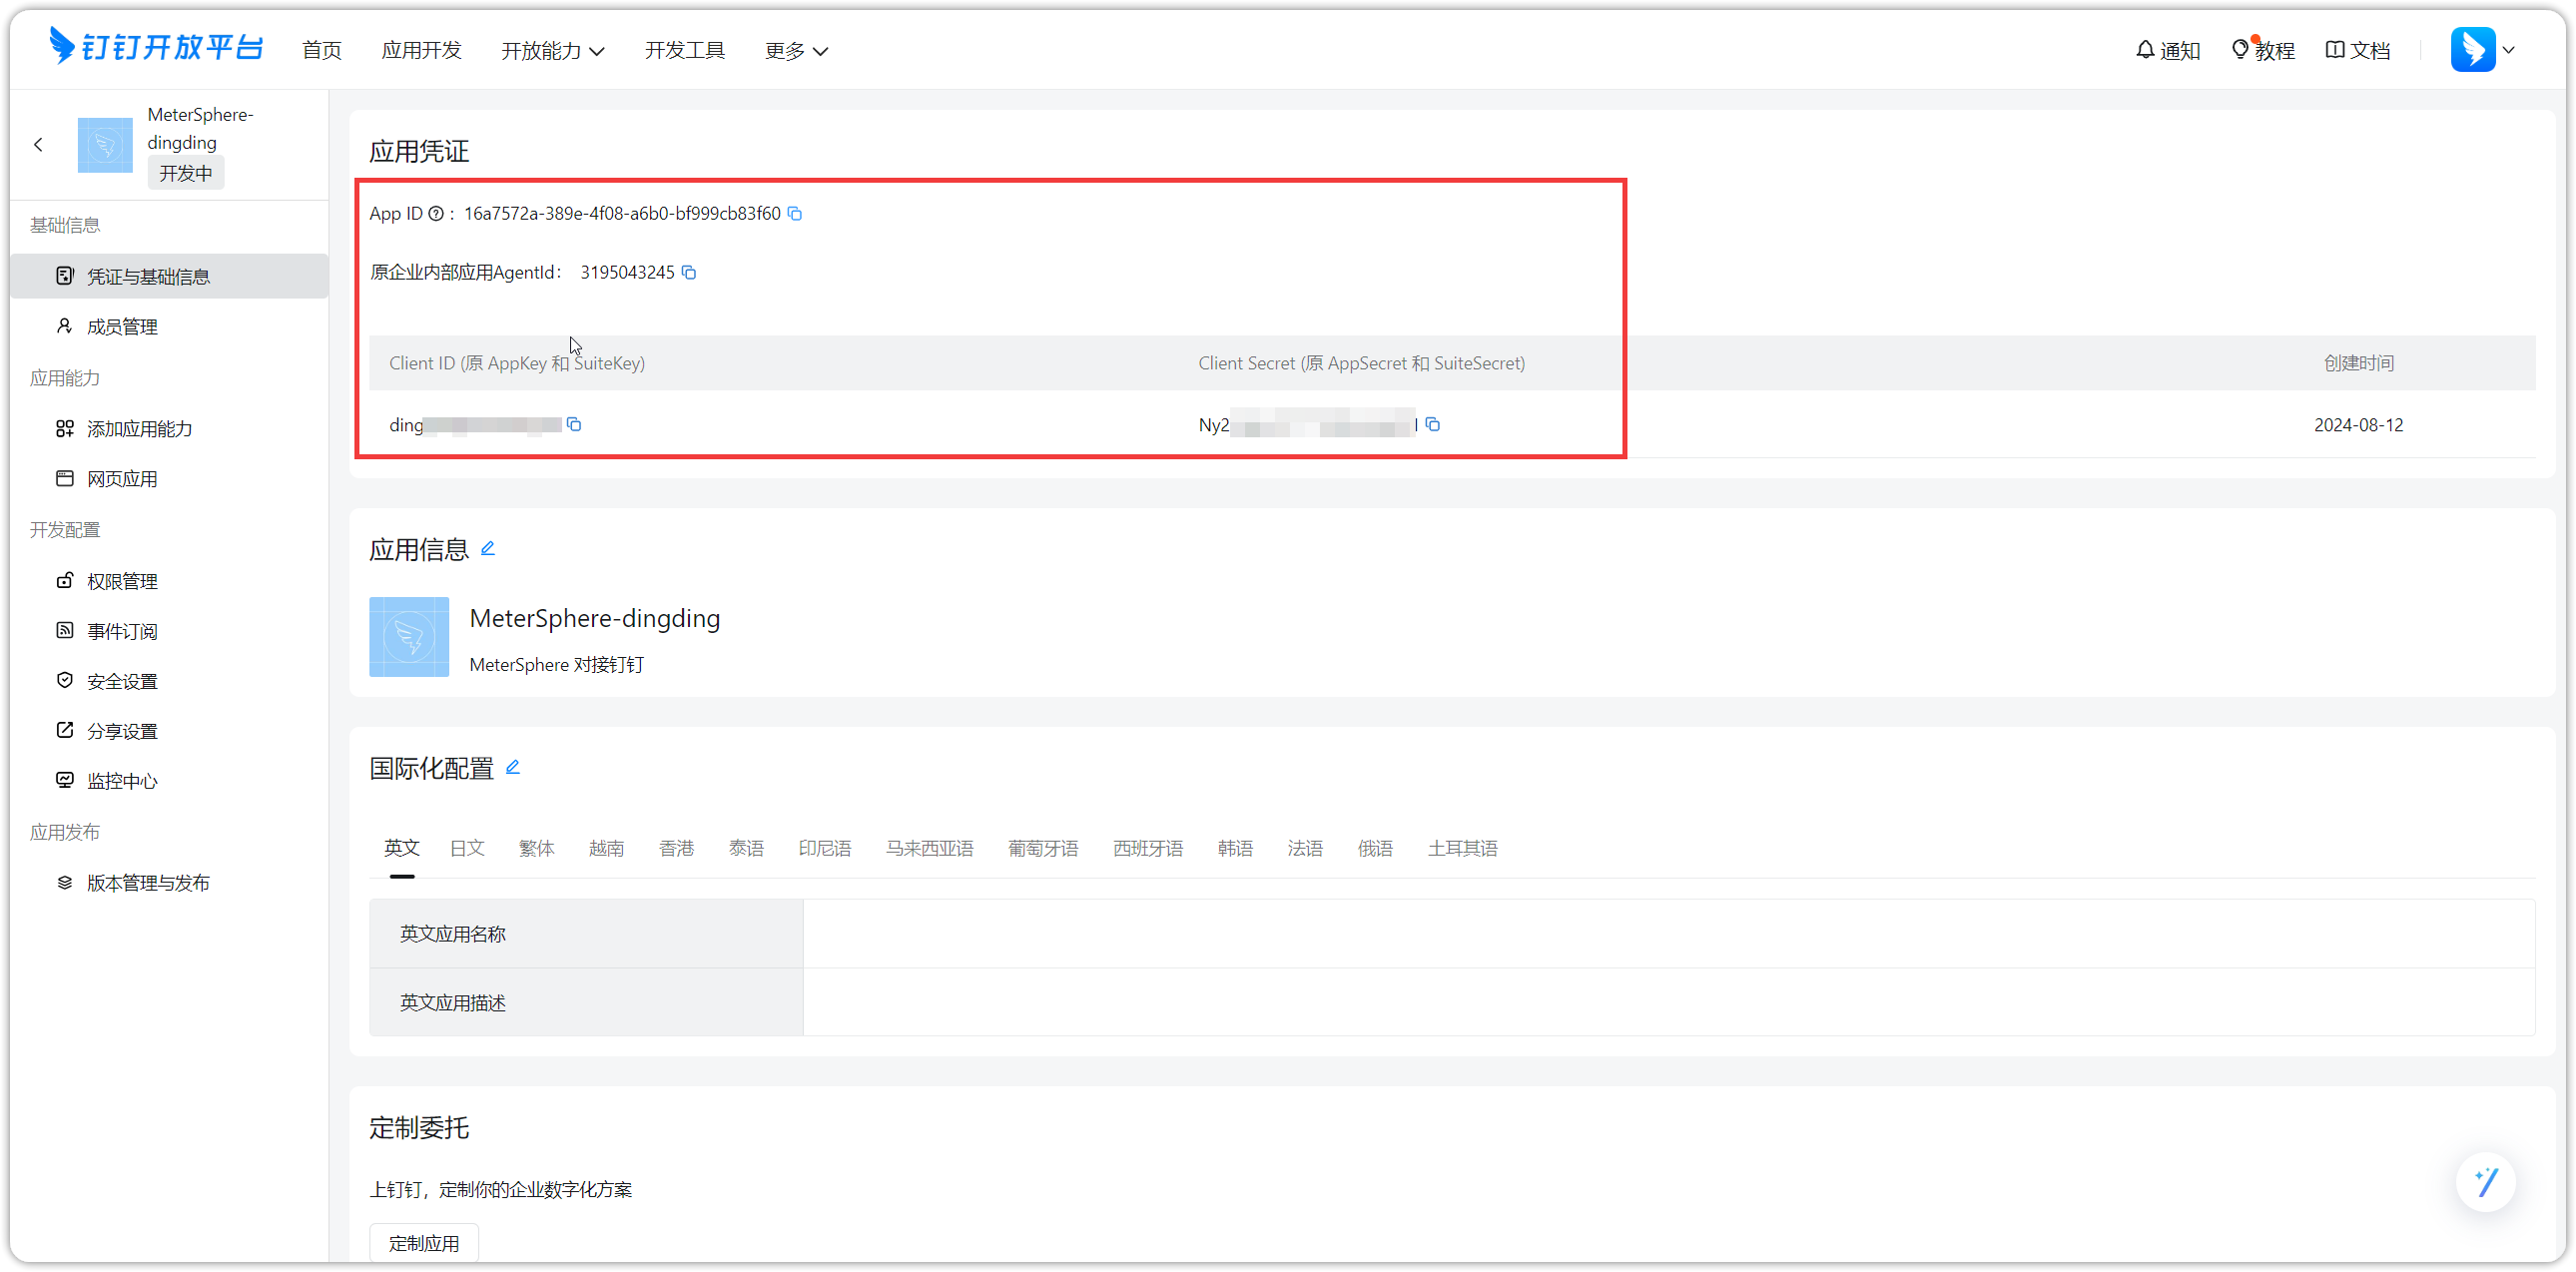 钉钉开放平台 首页 应用开发 开放能力 开发工具 更多 通知 教程 文档
MeterSphere-
dingding
开发中
基础信息
凭证与基础信息
成员管理
应用能力
添加应用能力
网页应用
开发配置
权限管理
事件订阅
安全设置
分享设置
监控中心
应用发布
版本管理与发布
应用凭证
App ID ? : 16a7572a-389e-4f08-a6b0-bf999cb83f60
原企业内部应用AgentId： 3195043245
Client ID (原 AppKey 和 SuiteKey) Client Secret (原 AppSecret 和 SuiteSecret) 创建时间
ding Ny2 2024-08-12
应用信息
MeterSphere-dingding
MeterSphere 对接钉钉
国际化配置
英文 日文 繁体 越南 香港 泰语 印尼语 马来西亚语 葡萄牙语 西班牙语 韩语 法语 俄语 土耳其语
英文应用名称
英文应用描述
定制委托
上钉钉，定制你的企业数字化方案
定制应用